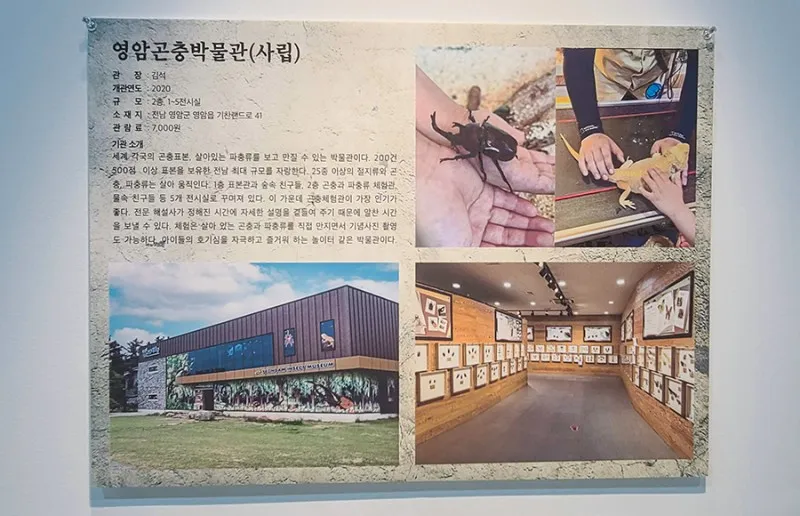 영암곤충박물관(사립)
관 장 : 김석
개관연도 : 2020
규 모 : 2층, 1~5전시실
소 재 지 : 전남 영암군 영암읍 기찬랜드로 41
관 람 료 : 7,000원
기관 소개
세계 각국의 곤충표본, 살아있는 파충류를 보고 만질 수 있는 박물관이다. 200건
500점 이상 표본을 보유한 전남 최대 규모를 자랑한다. 25종 이상의 절지류와 곤
충, 파충류는 살아 움직인다. 1층 표본관과 숲속 친구들, 2층 곤충과 파충류 체험관,
물속 친구들 등 5개 전시실로 꾸며져 있다. 이 가운데 곤충체험관이 가장 인기가
좋다. 전문 해설사가 정해진 시간에 자세한 설명을 곁들여 주기 때문에 알찬 시간
을 보낼 수 있다. 체험은 살아 있는 곤충과 파충류를 직접 만지면서 기념사진 촬영
도 가능하다. 아이들의 호기심을 자극하고 즐거워 하는 놀이터 같은 박물관이다.
MUSEUM